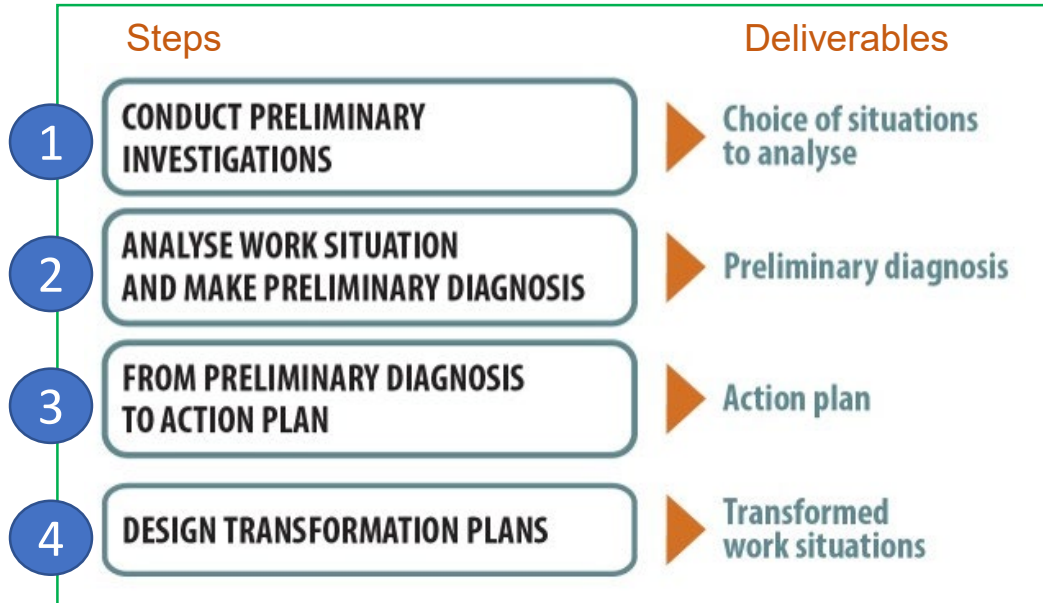 Steps
Deliverables
1
CONDUCT PRELIMINARY
INVESTIGATIONS
Choice of situations
to analyse
2
ANALYSE WORK SITUATION
AND MAKE PRELIMINARY DIAGNOSIS
Preliminary diagnosis
3
FROM PRELIMINARY DIAGNOSIS
TO ACTION PLAN
Action plan
4
DESIGN TRANSFORMATION PLANS
Transformed
work situations